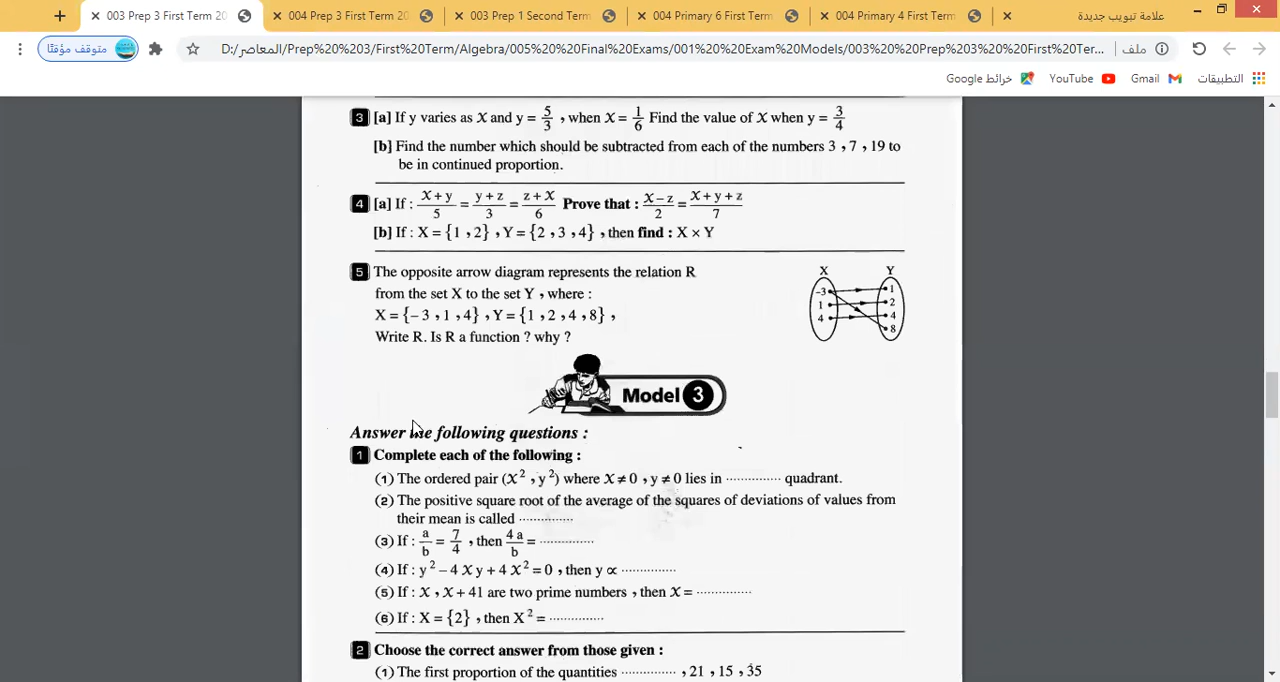 003 Prep 3 First Term 20
004 Prep 3 First Term 20
003 Prep 1 Second Term
004 Primary 6 First Term
004 Primary 4 First Term
علامة تبويب جديدة
متوقف مؤقتًا
D:/المعاصر/Prep%20%203/First%20Term/Algebra/005%20%20Final%20Exams/001%20%20Exam%20Models/003%20%20Prep%203%20%20First%20Ter...
ملف
خرائط Google
YouTube
Gmail
التطبيقات
3 [a] If y varies as X and y = 5/3 , when X = 1/6 Find the value of X when y = 3/4
[b] Find the number which should be subtracted from each of the numbers 3 , 7 , 19 to
be in continued proportion.
4 [a] If : (X + y)/5 = (y + z)/3 = (z + X)/6 Prove that : (X − z)/2 = (X + y + z)/7
[b] If : X = {1 , 2} , Y = {2 , 3 , 4} , then find : X × Y
5 The opposite arrow diagram represents the relation R
from the set X to the set Y , where :
X = {−3 , 1 , 4} , Y = {1 , 2 , 4 , 8} ,
Write R. Is R a function ? why ?
X Y
−3 1
1 2
4 4
8
Model 3
Answer the following questions :
1 Complete each of the following :
(1) The ordered pair (X² , y²) where X ≠ 0 , y ≠ 0 lies in ·············· quadrant.
(2) The positive square root of the average of the squares of deviations of values from
their mean is called ··············
(3) If : a/b = 7/4 , then 4a/b = ··············
(4) If : y² − 4 X y + 4 X² = 0 , then y ∝ ··············
(5) If : X , X + 41 are two prime numbers , then X = ··············
(6) If : X = {2} , then X² = ··············
2 Choose the correct answer from those given :
(1) The first proportion of the quantities ·············· , 21 , 15 , 35